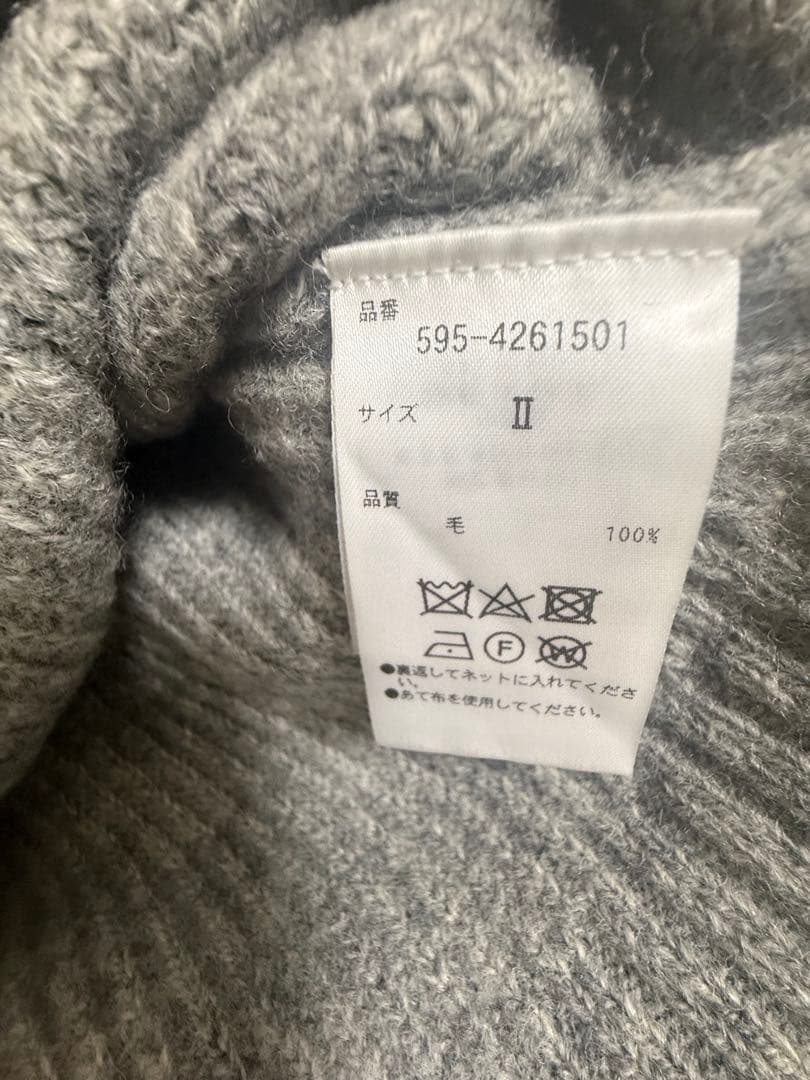 品番
595-4261501
サイズ Ⅱ
品質
毛 100%
F W
●裏返してネットに入れてくださ
い。
●あて布を使用してください。